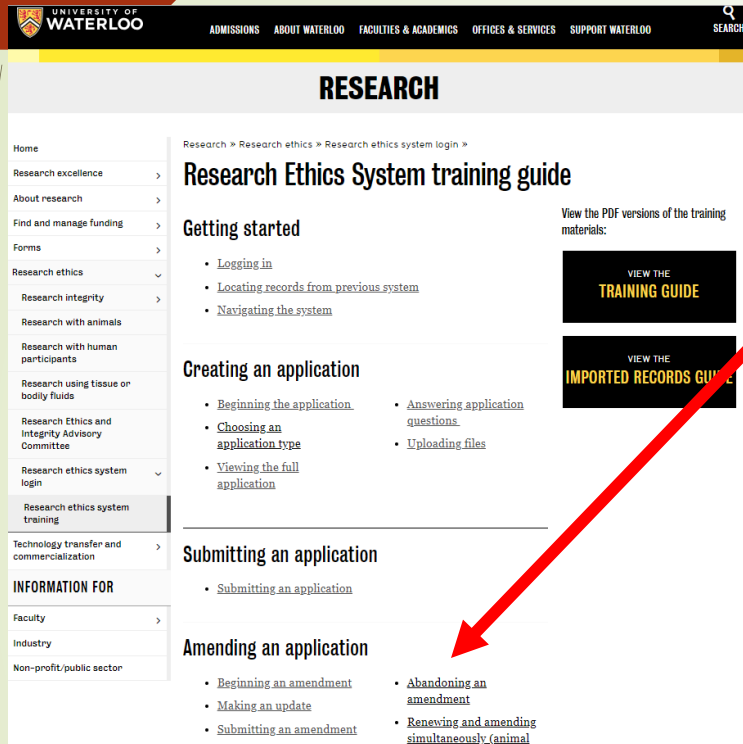 UNIVERSITY OF
WATERLOO
ADMISSIONS ABOUT WATERLOO FACULTIES & ACADEMICS OFFICES & SERVICES SUPPORT WATERLOO
SEARCH
RESEARCH
Home
Research excellence
About research
Find and manage funding
Forms
Research ethics
Research integrity
Research with animals
Research with human
participants
Research using tissue or
bodily fluids
Research Ethics and
Integrity Advisory
Committee
Research ethics system
login
Research ethics system
training
Technology transfer and
commercialization
INFORMATION FOR
Faculty
Industry
Non-profit/public sector
Research » Research ethics » Research ethics system login »
Research Ethics System training guide
Getting started
• Logging in
• Locating records from previous system
• Navigating the system
Creating an application
• Beginning the application
• Choosing an
application type
• Viewing the full
application
• Answering application
questions
• Uploading files
Submitting an application
• Submitting an application
Amending an application
• Beginning an amendment
• Making an update
• Submitting an amendment
• Abandoning an
amendment
• Renewing and amending
simultaneously (animal
View the PDF versions of the training
materials:
VIEW THE
TRAINING GUIDE
VIEW THE
IMPORTED RECORDS GUIDE